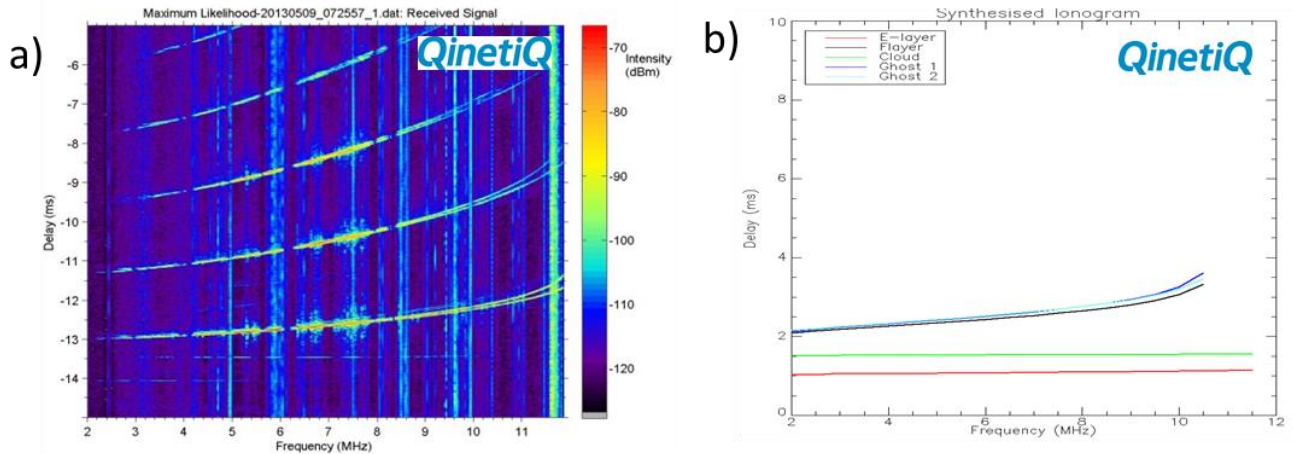 a)
Maximum Likelihood-20130509_072557_1.dat: Received Signal
QinetiQ
Intensity
(dBm)
-70
-80
-90
-100
-110
-120
Delay (ms)
-6
-7
-8
-9
-10
-11
-12
-13
-14
2 3 4 5 6 7 8 9 10 11
Frequency (MHz)
b)
Synthesised Ionogram
QinetiQ
E-layer
Flayer
Cloud
Ghost 1
Ghost 2
Delay (ms)
10
8
6
4
2
0
2 4 6 8 10 12
Frequency (MHz)